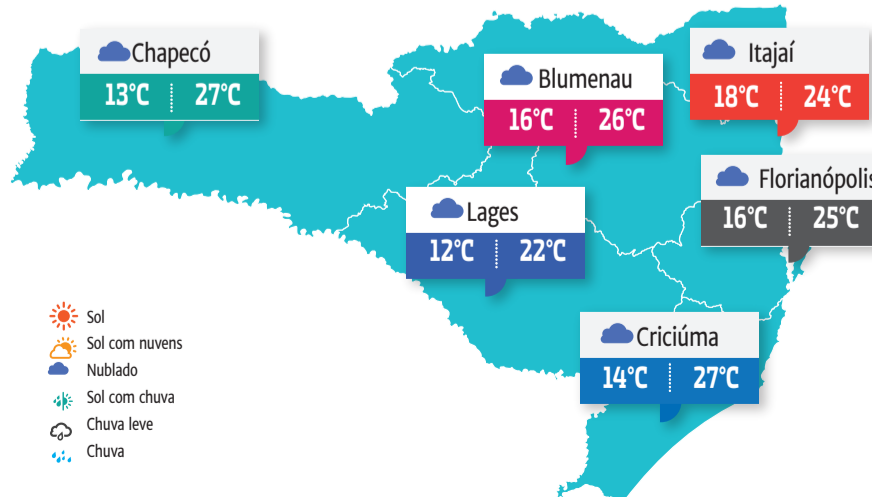 Chapecó
13°C 27°C
Blumenau
16°C 26°C
Itajaí
18°C 24°C
Florianópolis
16°C 25°C
Lages
12°C 22°C
Criciúma
14°C 27°C
Sol
Sol com nuvens
Nublado
Sol com chuva
Chuva leve
Chuva